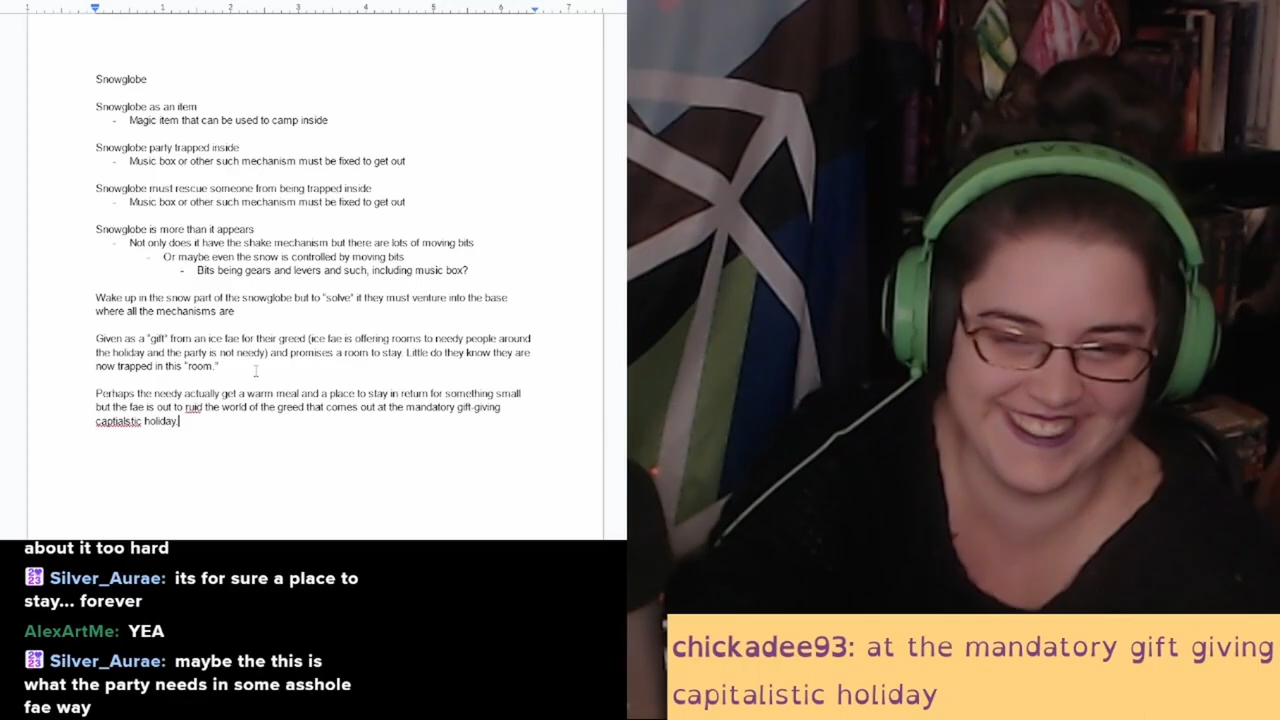 1 1 2 3 4 5 6 7
Snowglobe
Snowglobe as an item
- Magic item that can be used to camp inside
Snowglobe party trapped inside
- Music box or other such mechanism must be fixed to get out
Snowglobe must rescue someone from being trapped inside
- Music box or other such mechanism must be fixed to get out
Snowglobe is more than it appears
- Not only does it have the shake mechanism but there are lots of moving bits
- Or maybe even the snow is controlled by moving bits
- Bits being gears and levers and such, including music box?
Wake up in the snow part of the snowglobe but to "solve" it they must venture into the base
where all the mechanisms are
Given as a "gift" from an ice fae for their greed (ice fae is offering rooms to needy people around
the holiday and the party is not needy) and promises a room to stay. Little do they know they are
now trapped in this "room."
Perhaps the needy actually get a warm meal and a place to stay in return for something small
but the fae is out to ruid the world of the greed that comes out at the mandatory gift-giving
captialstic holiday.
about it too hard
Silver_Aurae: its for sure a place to
stay... forever
AlexArtMe: YEA
Silver_Aurae: maybe the this is
what the party needs in some asshole
fae way
chickadee93: at the mandatory gift giving
capitalistic holiday